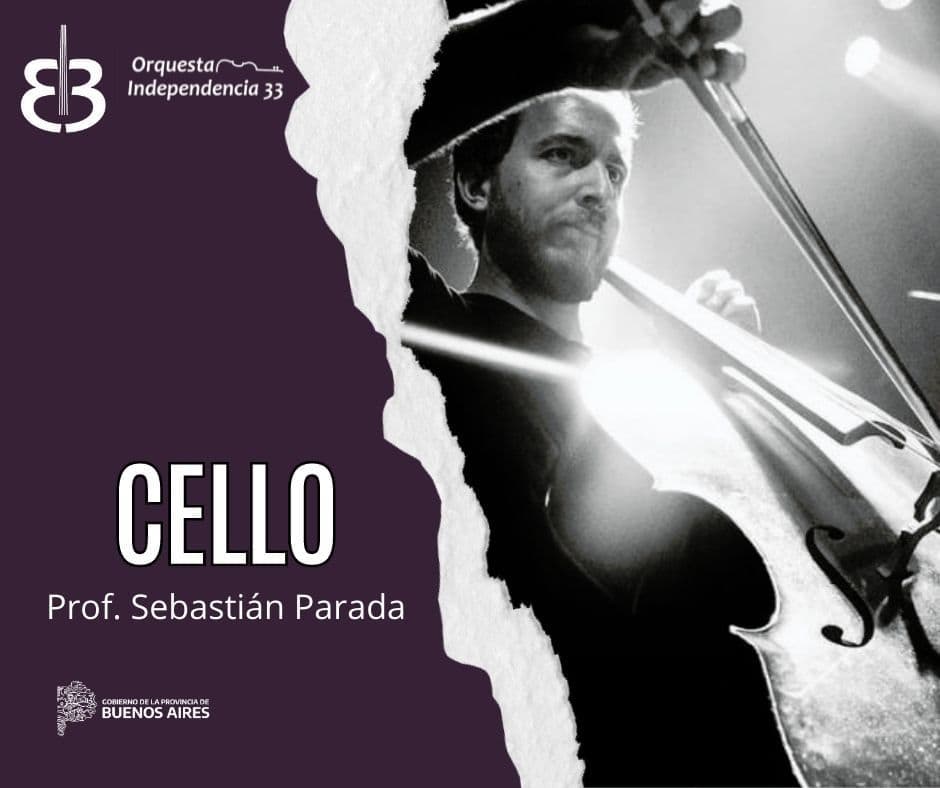 Orquesta
Independencia 33
CELLO
Prof. Sebastián Parada
GOBIERNO DE LA PROVINCIA DE
BUENOS AIRES